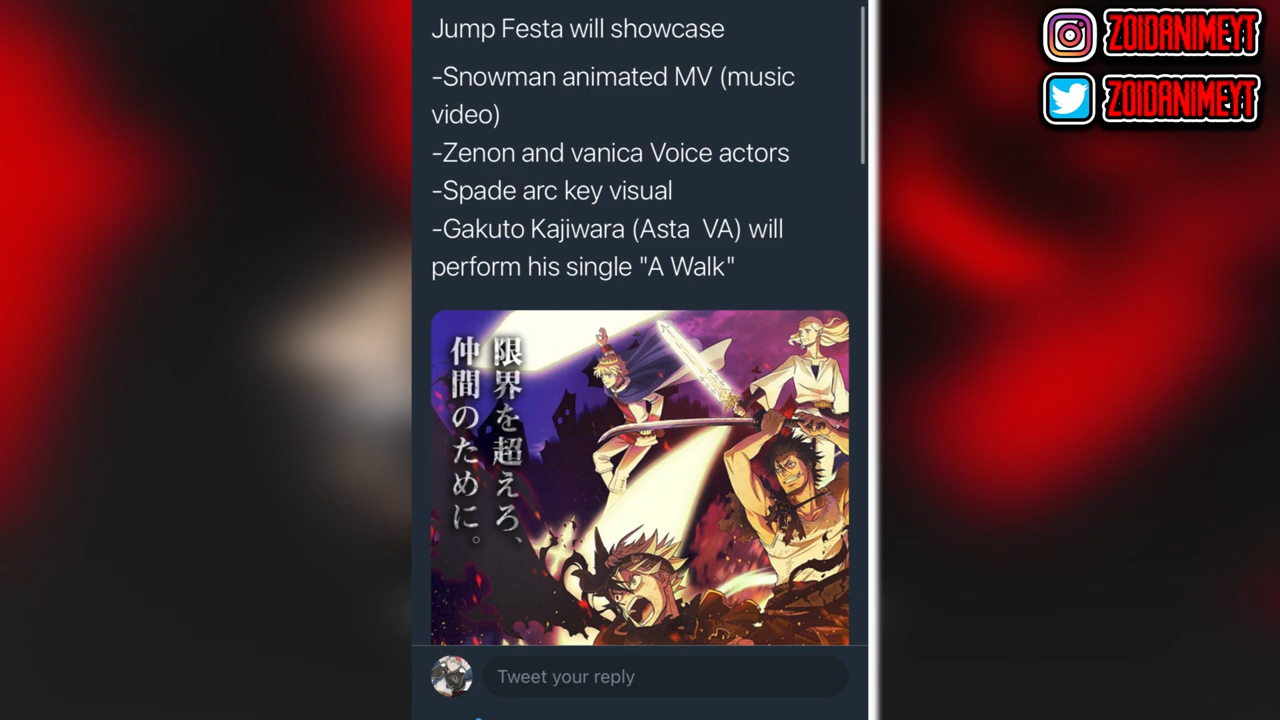 Jump Festa will showcase
-Snowman animated MV (music
video)
-Zenon and vanica Voice actors
-Spade arc key visual
-Gakuto Kajiwara (Asta VA) will
perform his single "A Walk"
限界を超えろ、
仲間のために。
Tweet your reply
ZOIDANIMEYT
ZOIDANIMEYT